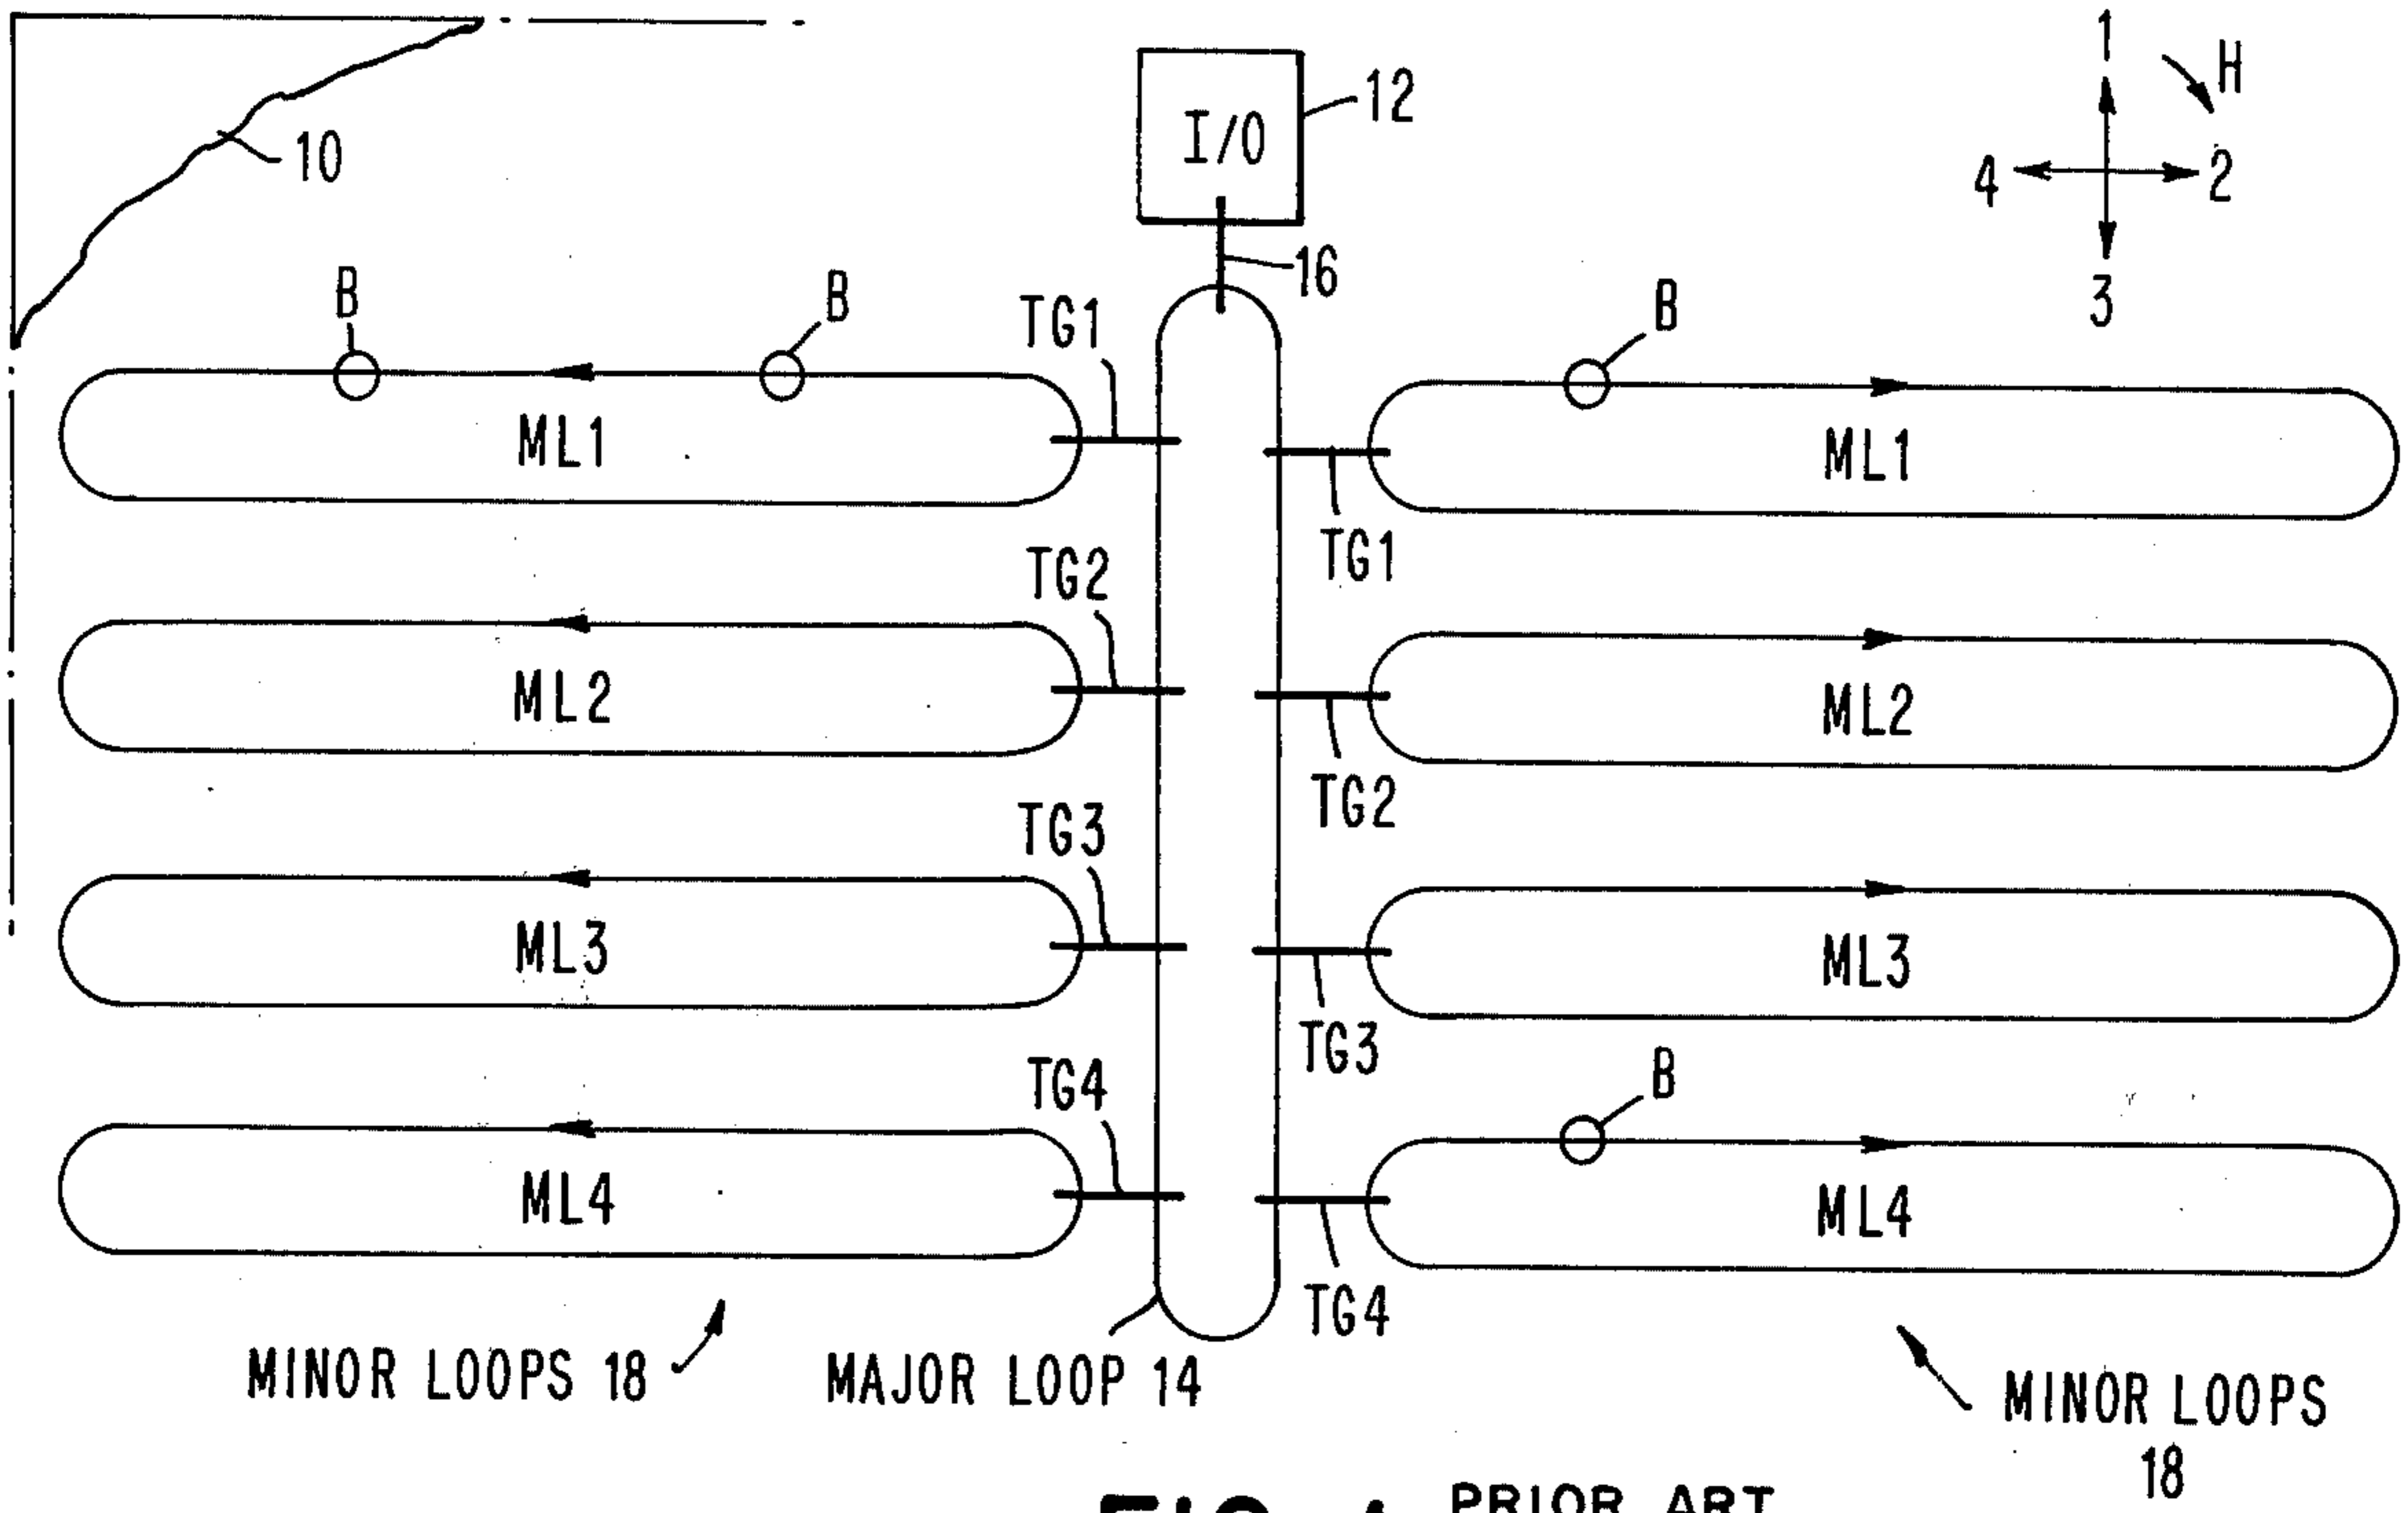 1
H
4
2
3
I/O
12
10
16
B
B
B
TG1
ML1
ML1
TG1
TG2
ML2
ML2
TG2
TG3
ML3
ML3
TG3
TG4
B
ML4
ML4
TG4
MINOR LOOPS 18
MAJOR LOOP 14
MINOR LOOPS
18
PRIOR ART